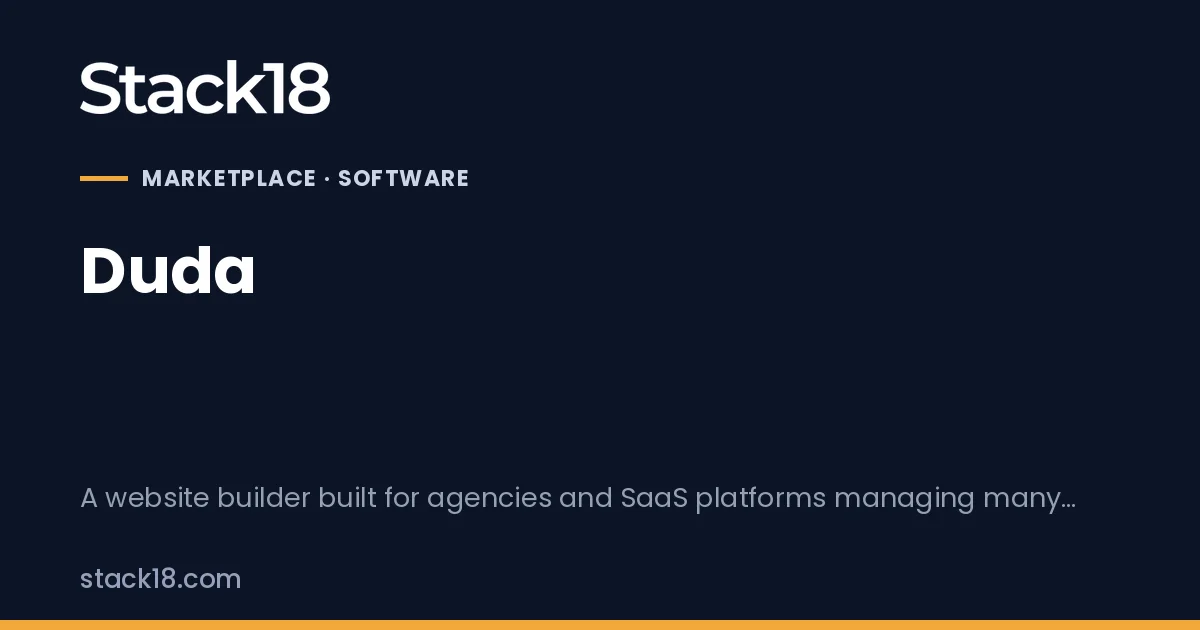 Stack18
MARKETPLACE · SOFTWARE
Duda
A website builder built for agencies and SaaS platforms managing many...
stack18.com